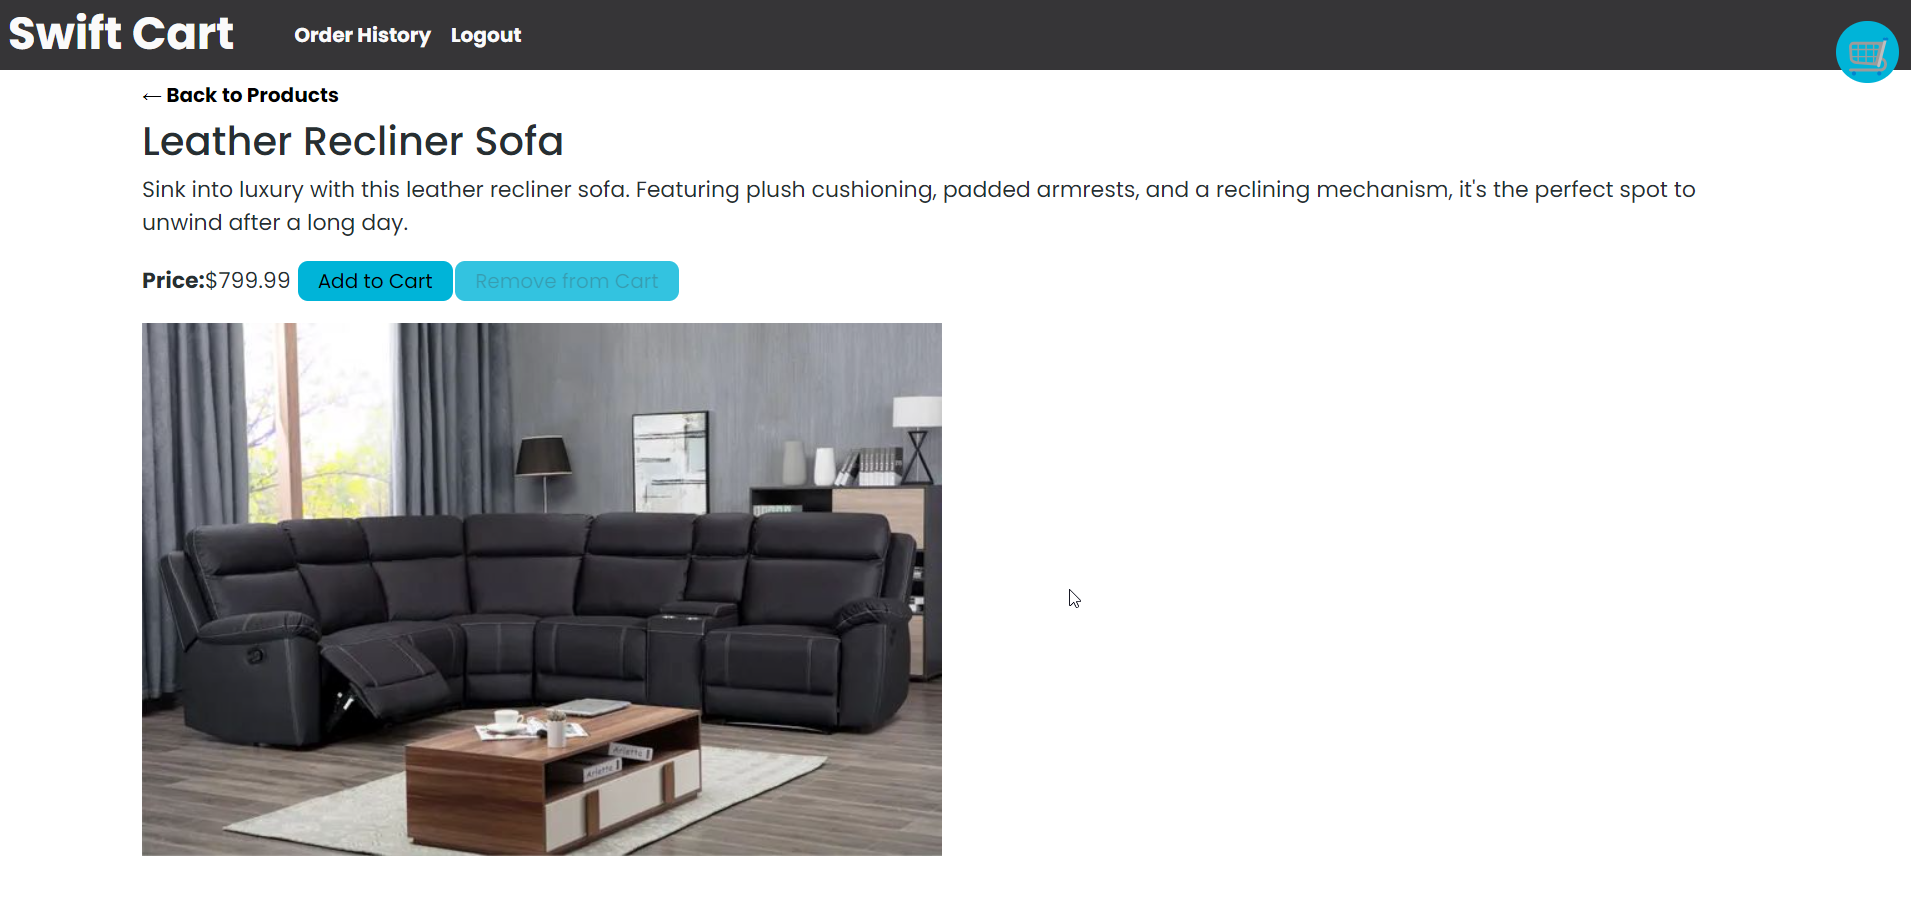 Swift Cart
Order History Logout
← Back to Products
Leather Recliner Sofa
Sink into luxury with this leather recliner sofa. Featuring plush cushioning, padded armrests, and a reclining mechanism, it's the perfect spot to
unwind after a long day.
Price:$799.99 Add to Cart Remove from Cart
Arletta
Arletta